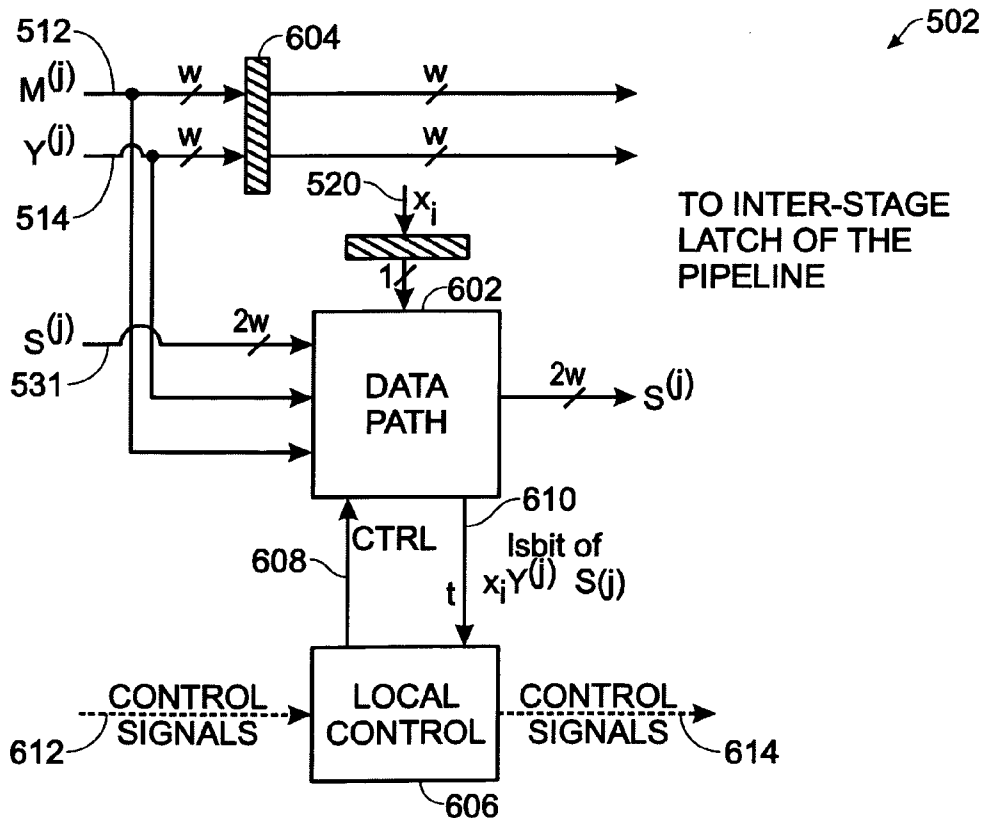 502
512
604
M(j)
w
w
Y(j)
w
w
514
520
xi
TO INTER-STAGE
LATCH OF THE
PIPELINE
1
602
S(j)
2w
531
DATA
PATH
2w
S(j)
610
CTRL
608
lsbit of
xiY(j) S(j)
t
CONTROL
SIGNALS
612
LOCAL
CONTROL
CONTROL
SIGNALS
614
606